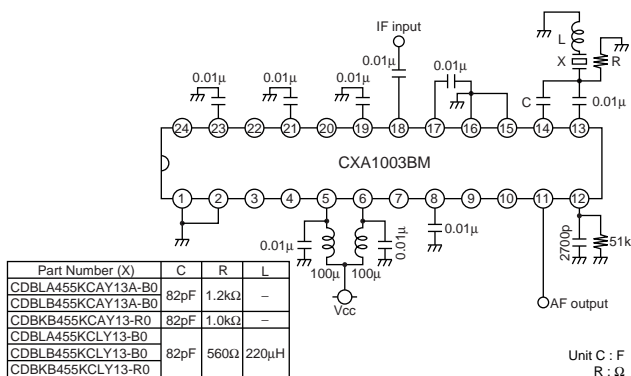 IF input
L
X
R
0.01µ
0.01µ
0.01µ
0.01µ
0.01µ
C
0.01µ
24 23 22 21 20 19 18 17 16 15 14 13
CXA1003BM
1 2 3 4 5 6 7 8 9 10 11 12
0.01µ
0.01µ
0.01µ
2700p
51k
100µ 100µ
Vcc
AF output
Part Number (X) C R L
CDBLA455KCAY13A-B0 82pF 1.2kΩ –
CDBLB455KCAY13A-B0
CDBKB455KCAY13-R0 82pF 1.0kΩ –
CDBLA455KCLY13-B0
CDBLB455KCLY13-B0 82pF 560Ω 220µH
CDBKB455KCLY13-R0
Unit C : F
R : Ω